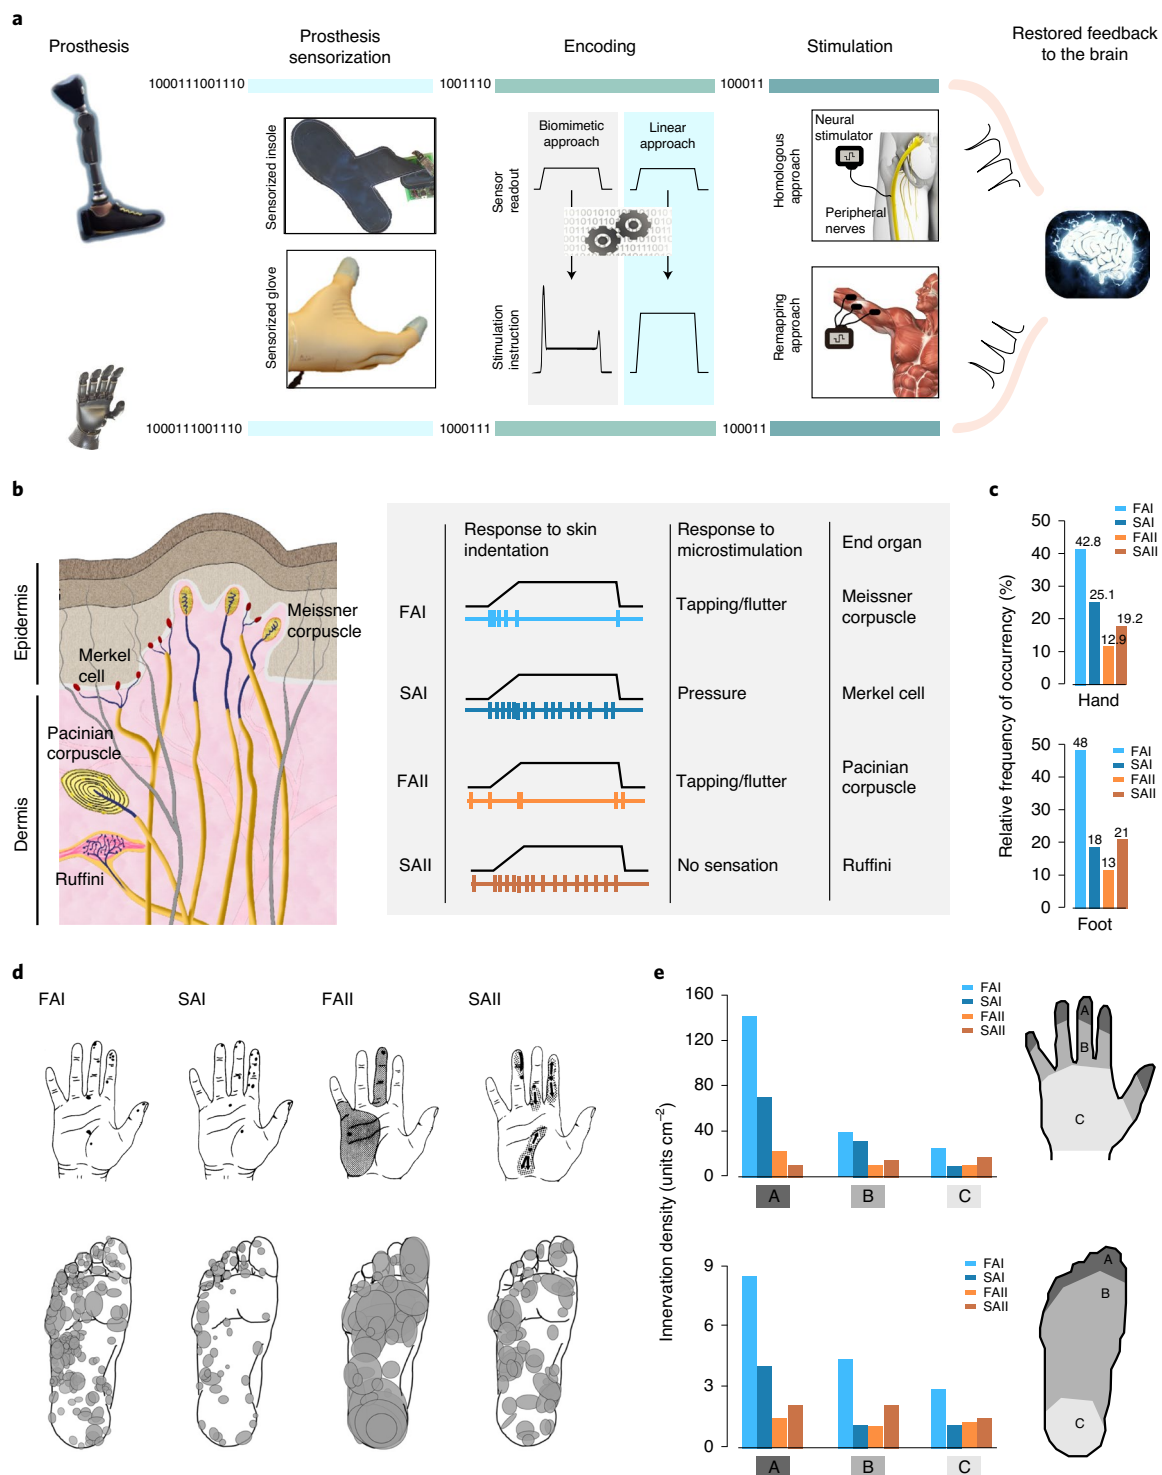 a
Prosthesis
Prosthesis
sensorization
Encoding
Stimulation
Restored feedback
to the brain
1000111001110
1001110
100011
Sensorized insole
Sensorized glove
Biomimetic
approach
Linear
approach
Sensor
readout
Stimulation
instruction
Homologous
approach
Neural
stimulator
Peripheral
nerves
Remapping
approach
1000111001110
1000111
100011
b
Epidermis
Dermis
Meissner
corpuscle
Merkel
cell
Pacinian
corpuscle
Ruffini
Response to skin
indentation
Response to
microstimulation
End organ
FAI
Tapping/flutter
Meissner
corpuscle
SAI
Pressure
Merkel cell
FAII
Tapping/flutter
Pacinian
corpuscle
SAII
No sensation
Ruffini
c
Relative frequency of occurrency (%)
FAI
SAI
FAII
SAII
50
40
30
20
10
0
42.8
25.1
12.9
19.2
Hand
FAI
SAI
FAII
SAII
50
40
30
20
10
0
48
18
13
21
Foot
d
FAI
SAI
FAII
SAII
e
Innervation density (units cm−2)
160
120
80
40
0
FAI
SAI
FAII
SAII
A
B
C
A
B
C
9
6
3
0
FAI
SAI
FAII
SAII
A
B
C
A
B
C